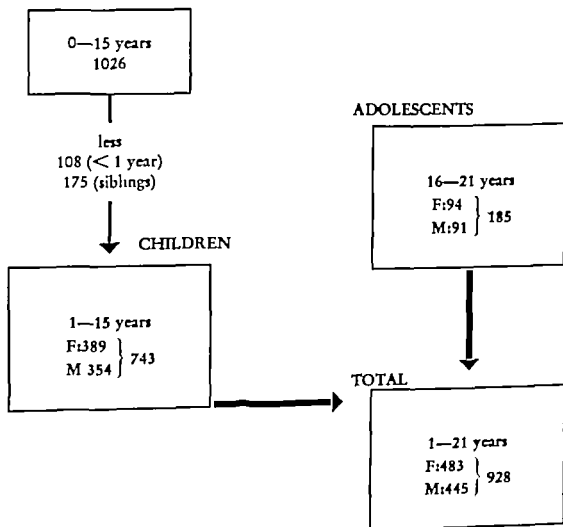 0—15 years
1026
less
108 (< 1 year)
175 (siblings)
CHILDREN
1—15 years
F:389
M 354
743
ADOLESCENTS
16—21 years
F:94
M:91
185
TOTAL
1—21 years
F:483
M:445
928